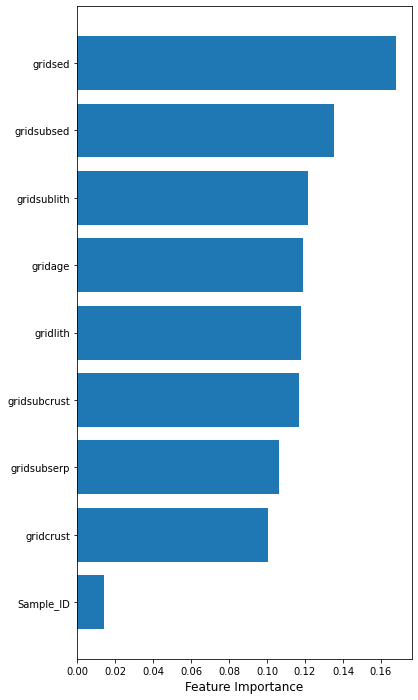 gridsed
gridsubsed
gridsublith
gridage
gridlith
gridsubcrust
gridsubserp
gridcrust
Sample_ID
0.00 0.02 0.04 0.06 0.08 0.10 0.12 0.14 0.16
Feature Importance